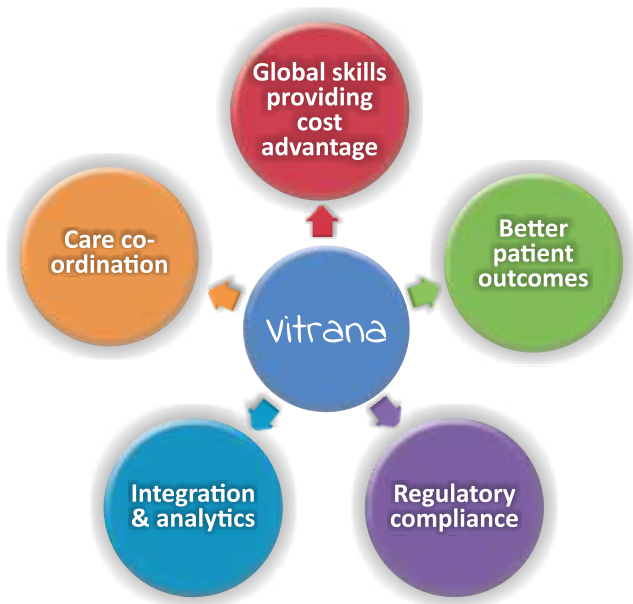 Global skills
providing
cost
advantage
Better
patient
outcomes
Care co-
ordination
vitrana
Integration
& analytics
Regulatory
compliance